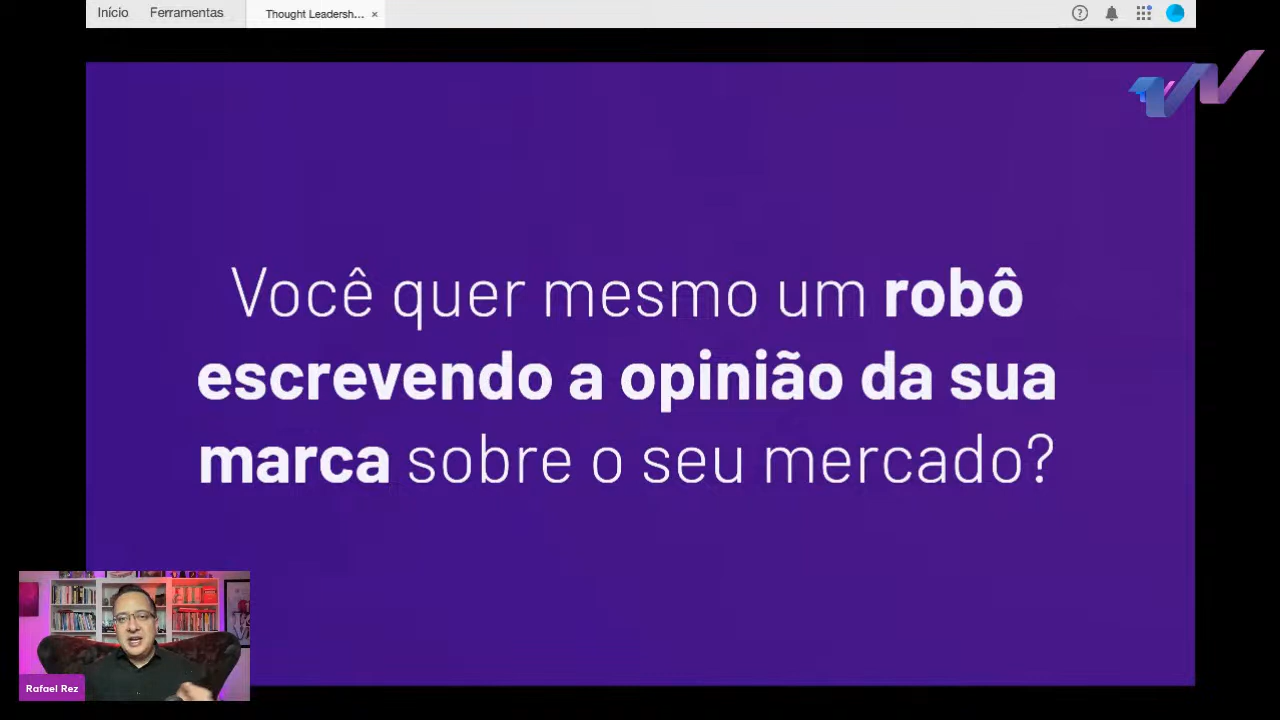 Início Ferramentas Thought Leadersh... ×
Você quer mesmo um robô
escrevendo a opinião da sua
marca sobre o seu mercado?
Rafael Rez